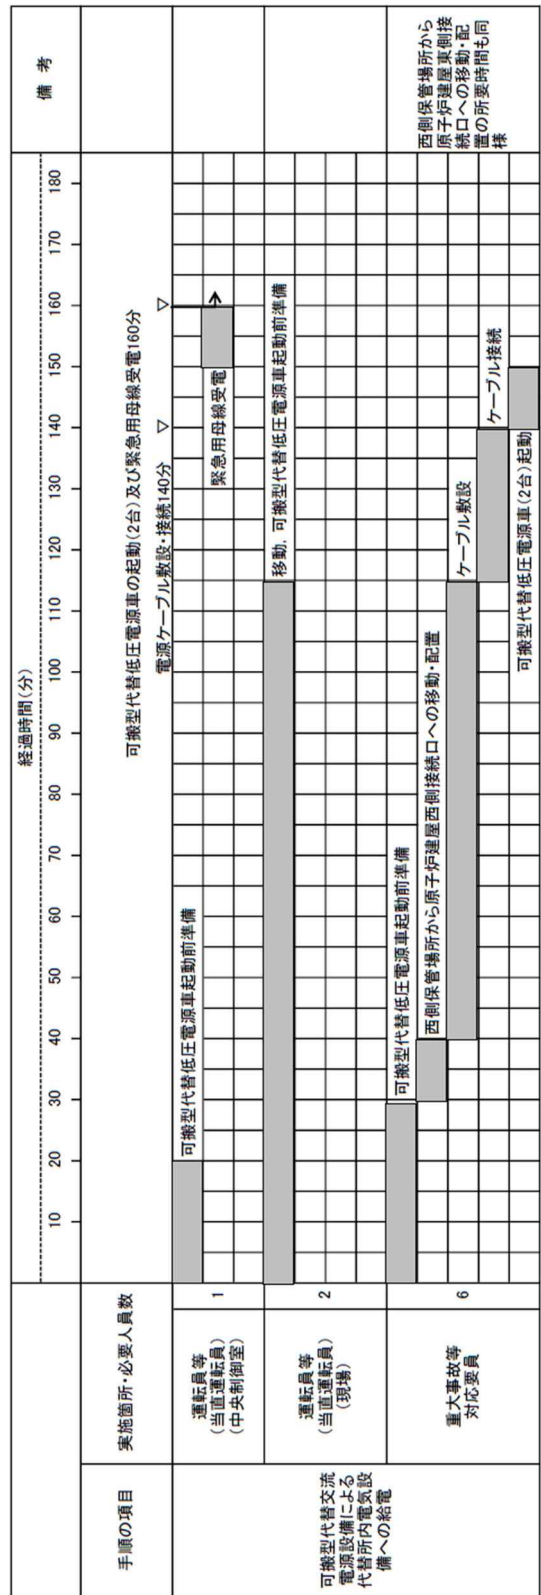 経過時間(分)
備 考
手順の項目
実施箇所・必要人員数
10 20 30 40 50 60 70 80 90 100 110 120 130 140 150 160 170 180
可搬型代替低圧電源車の起動(2台)及び緊急用母線受電160分
電源ケーブル敷設・接続140分
▽
▽
可搬型代替交流
電源設備による
代替所内電気設
備への給電
運転員等
(当直運転員)
(中央制御室)
1
可搬型代替低圧電源車起動前準備
緊急用母線受電
運転員等
(当直運転員)
(現場)
2
移動,可搬型代替低圧電源車起動前準備
重大事故等
対応要員
6
可搬型代替低圧電源車起動前準備
西側保管場所から原子炉建屋西側接続口への移動・配置
ケーブル敷設
ケーブル接続
可搬型代替低圧電源車(2台)起動
西側保管場所から
原子炉建屋東側接
続口への移動・配
置の所要時間も同
様